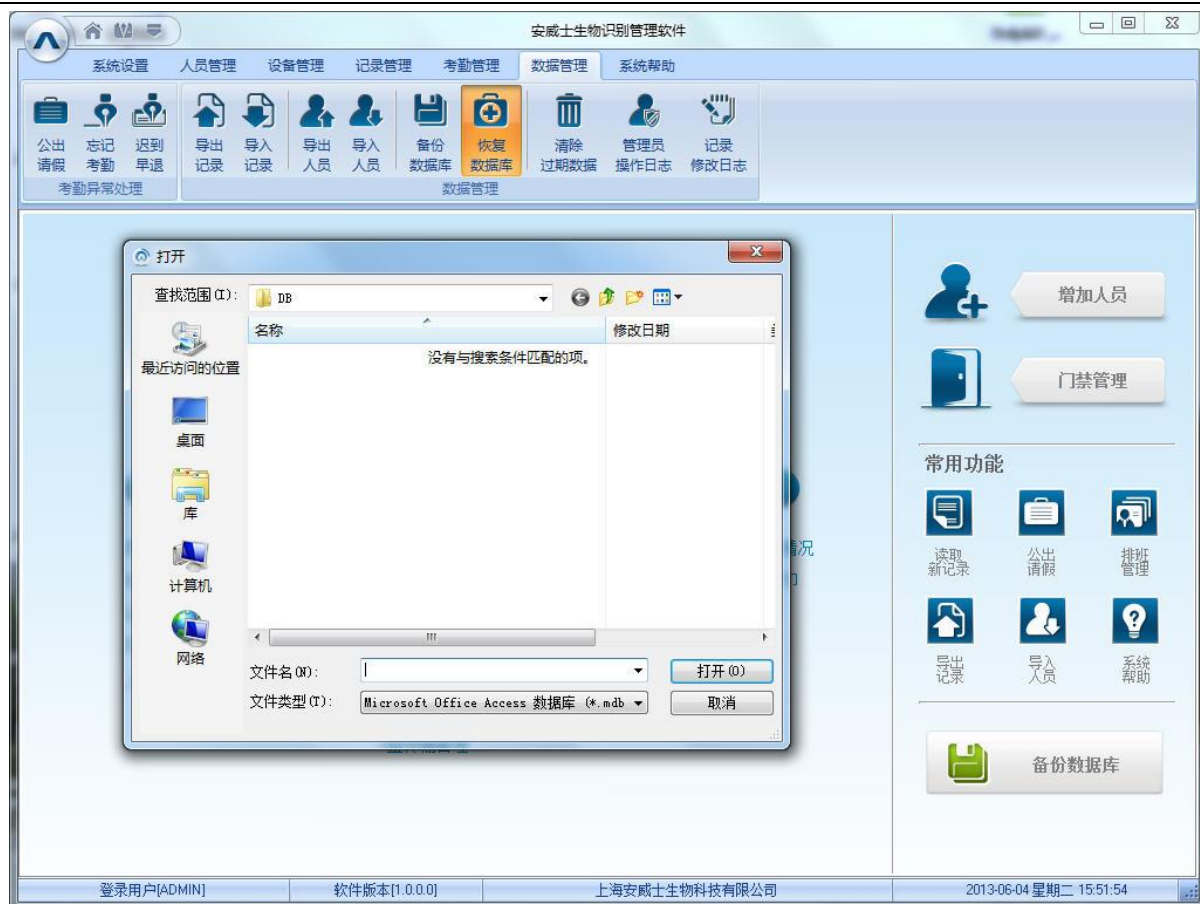 安威士生物识别管理软件
系统设置 人员管理 设备管理 记录管理 考勤管理 数据管理 系统帮助
公出 忘记 迟到 导出 导入 导出 导入 备份 恢复 清除 管理员 记录
请假 考勤 早退 记录 记录 人员 人员 数据库 数据库 过期数据 操作日志 修改日志
考勤异常处理 数据管理
打开
查找范围(I): DB
名称 修改日期
没有与搜索条件匹配的项。
最近访问的位置
桌面
库
计算机
网络
文件名(N): 打开(O)
文件类型(T): Microsoft Office Access 数据库 (*.mdb 取消
情况
增加人员
门禁管理
常用功能
读取 公出 排班
新记录 请假 管理
导出 导入 系统
记录 人员 帮助
备份数据库
登录用户[ADMIN] 软件版本[1.0.0.0] 上海安威士生物科技有限公司 2013-06-04 星期二 15:51:54